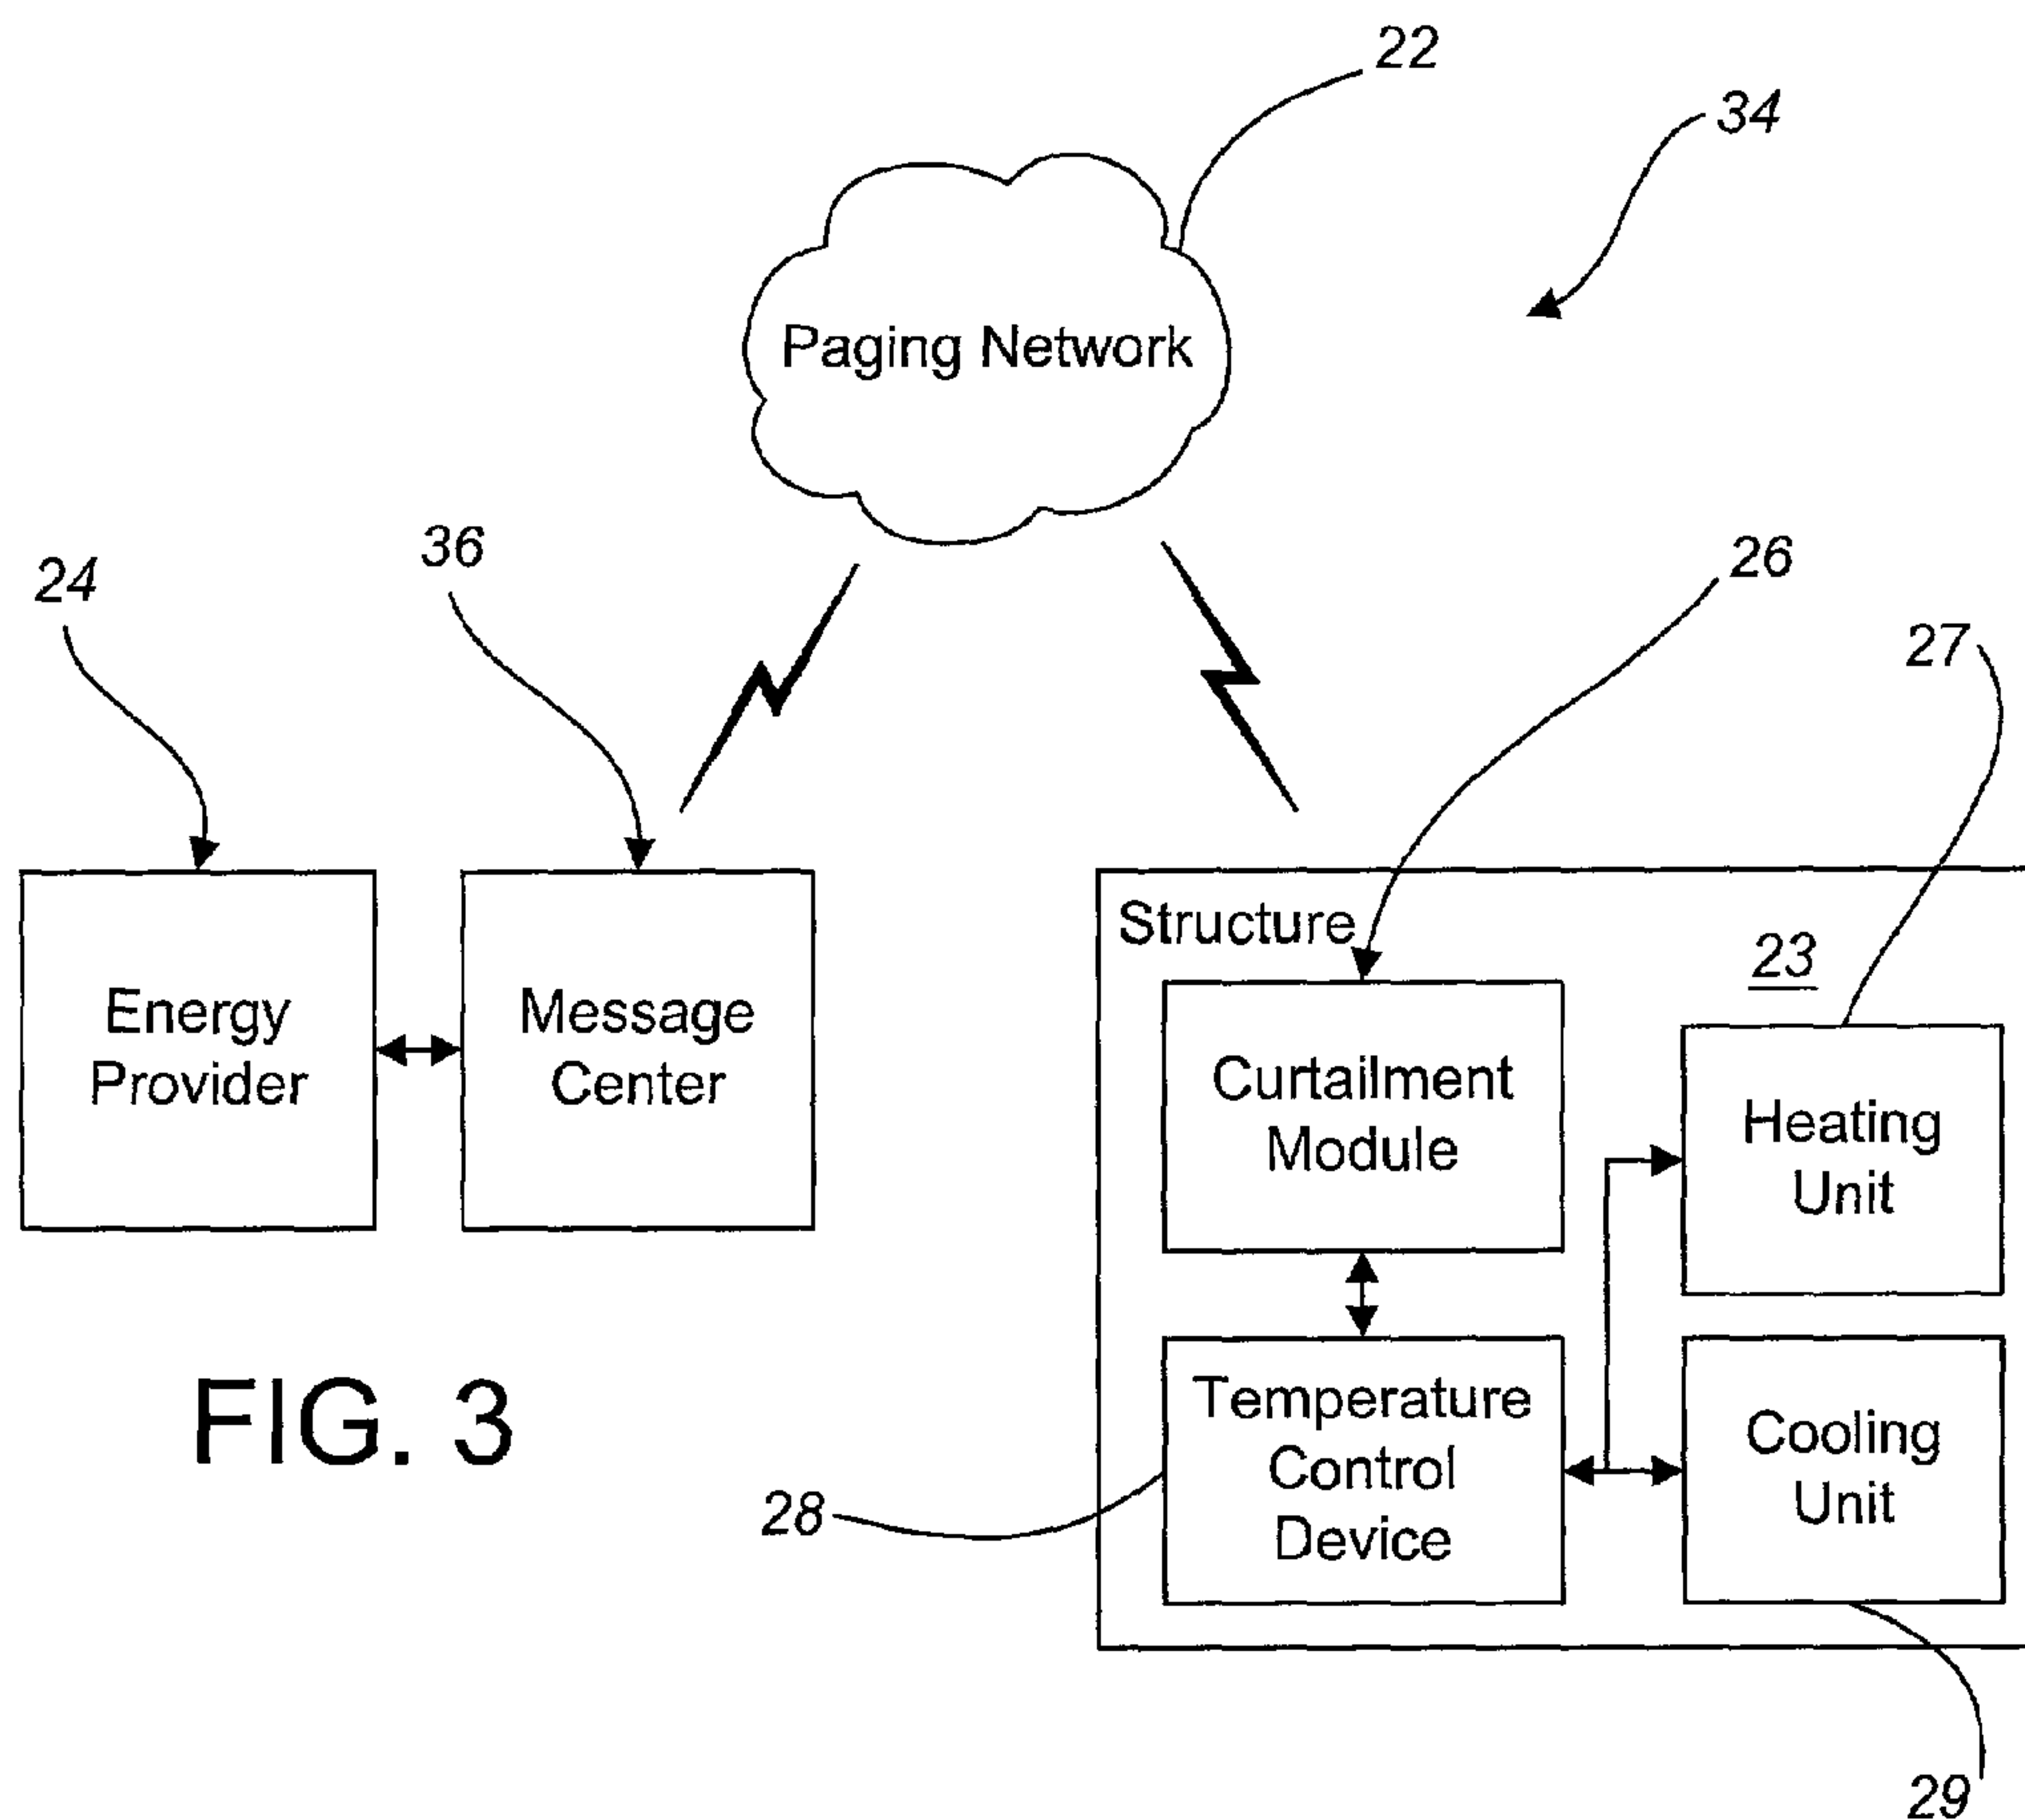 22
34
Paging Network
24
36
26
27
Energy
Provider
Message
Center
Structure
23
Curtailment
Module
Heating
Unit
Temperature
Control
Device
Cooling
Unit
28
29
FIG. 3